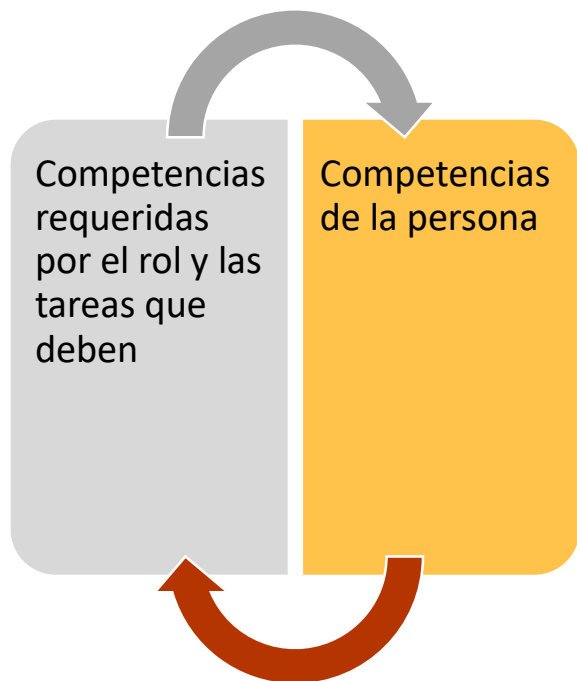 Competencias
requeridas
por el rol y las
tareas que
deben
Competencias
de la persona